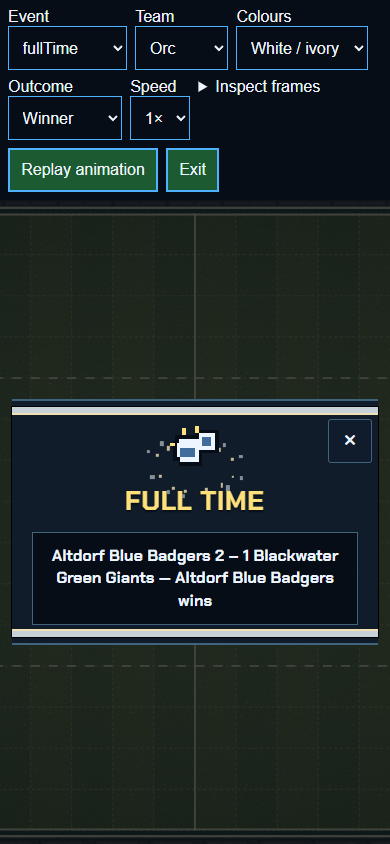 Event Team Colours
fullTime Orc White / ivory
Outcome Speed ▶ Inspect frames
Winner 1×
Replay animation Exit
×
FULL TIME
Altdorf Blue Badgers 2 – 1 Blackwater
Green Giants — Altdorf Blue Badgers
wins